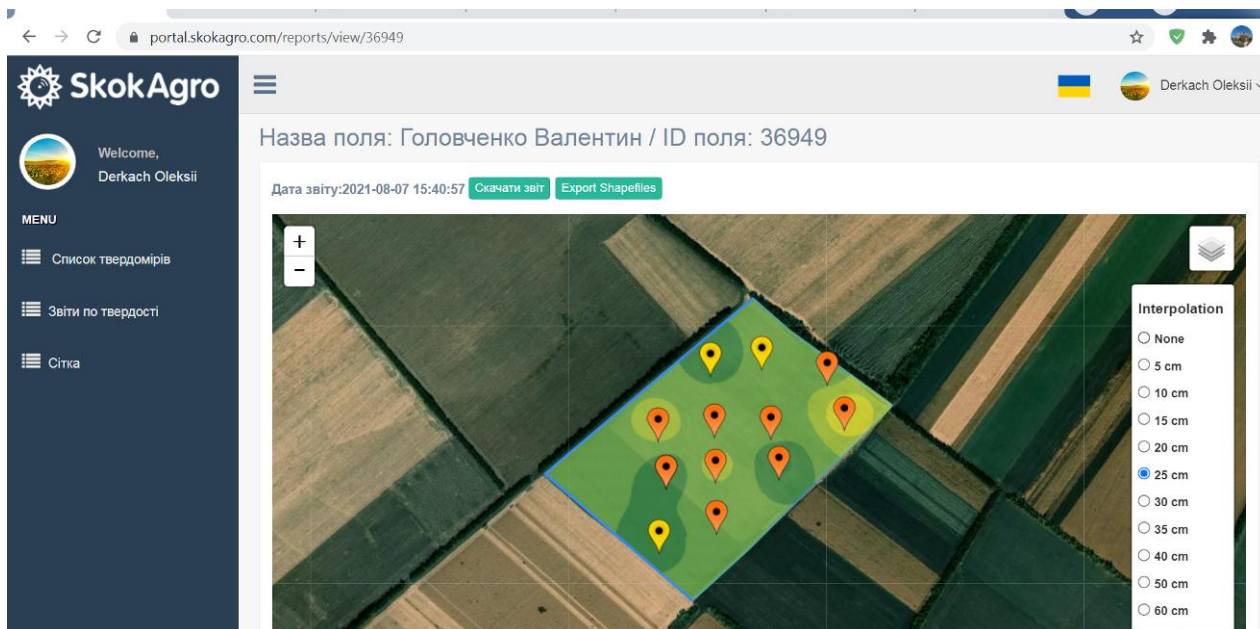 portal.skokagro.com/reports/view/36949
SkokAgro
Derkach Oleksii
Welcome,
Derkach Oleksii
MENU
Список твердомірів
Звіти по твердості
Сітка
Назва поля: Головченко Валентин / ID поля: 36949
Дата звіту:2021-08-07 15:40:57 Скачати звіт Export Shapefiles
+
−
Interpolation
None
5 cm
10 cm
15 cm
20 cm
25 cm
30 cm
35 cm
40 cm
50 cm
60 cm